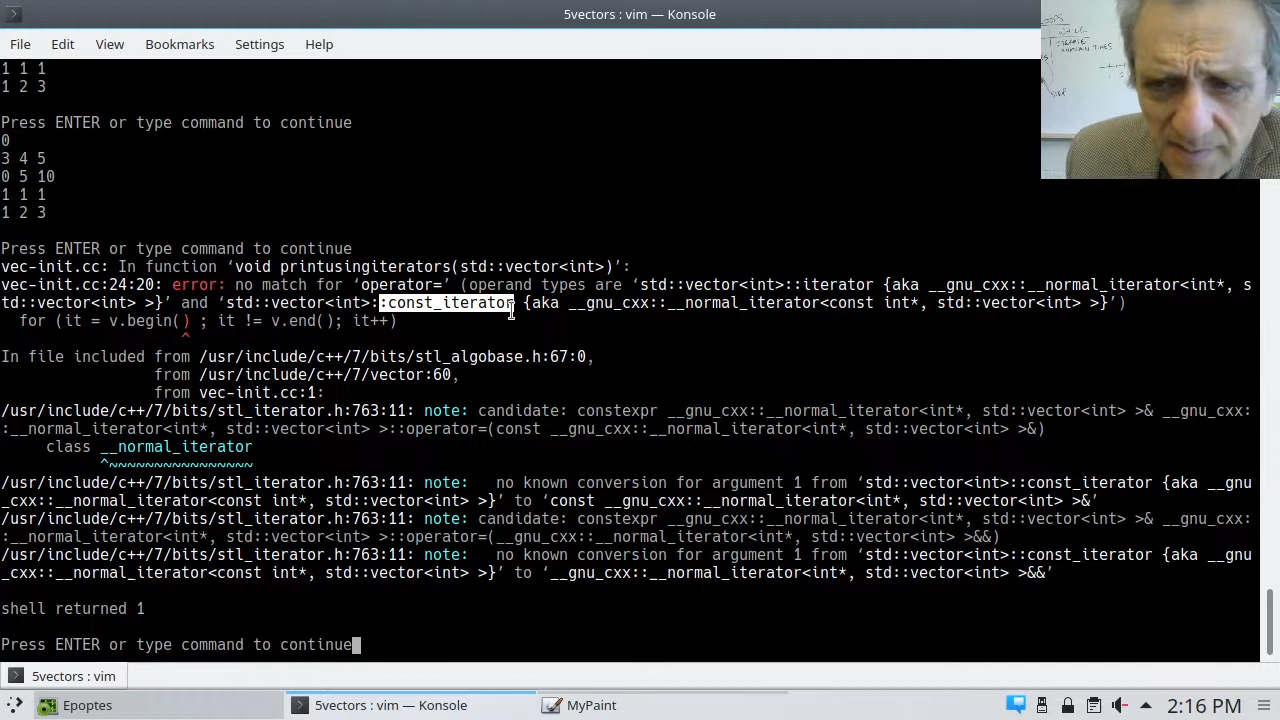 5vectors : vim — Konsole
File Edit View Bookmarks Settings Help
1 1 1
1 2 3
Press ENTER or type command to continue
0
3 4 5
0 5 10
1 1 1
1 2 3
Press ENTER or type command to continue
vec-init.cc: In function ‘void printusingiterators(std::vector<int>)’:
vec-init.cc:24:20: error: no match for ‘operator=’ (operand types are ‘std::vector<int>::iterator {aka __gnu_cxx::__normal_iterator<int*, s
td::vector<int> >}’ and ‘std::vector<int>::const_iterator {aka __gnu_cxx::__normal_iterator<const int*, std::vector<int> >}’)
for (it = v.begin() ; it != v.end(); it++)
^
In file included from /usr/include/c++/7/bits/stl_algobase.h:67:0,
from /usr/include/c++/7/vector:60,
from vec-init.cc:1:
/usr/include/c++/7/bits/stl_iterator.h:763:11: note: candidate: constexpr __gnu_cxx::__normal_iterator<int*, std::vector<int> >& __gnu_cxx:
:__normal_iterator<int*, std::vector<int> >::operator=(const __gnu_cxx::__normal_iterator<int*, std::vector<int> >&)
class __normal_iterator
^~~~~~~~~~~~~~~~~
/usr/include/c++/7/bits/stl_iterator.h:763:11: note:   no known conversion for argument 1 from ‘std::vector<int>::const_iterator {aka __gnu
_cxx::__normal_iterator<const int*, std::vector<int> >}’ to ‘const __gnu_cxx::__normal_iterator<int*, std::vector<int> >&’
/usr/include/c++/7/bits/stl_iterator.h:763:11: note: candidate: constexpr __gnu_cxx::__normal_iterator<int*, std::vector<int> >& __gnu_cxx:
:__normal_iterator<int*, std::vector<int> >::operator=(__gnu_cxx::__normal_iterator<int*, std::vector<int> >&&)
/usr/include/c++/7/bits/stl_iterator.h:763:11: note:   no known conversion for argument 1 from ‘std::vector<int>::const_iterator {aka __gnu
_cxx::__normal_iterator<const int*, std::vector<int> >}’ to ‘__gnu_cxx::__normal_iterator<int*, std::vector<int> >&&’
shell returned 1
Press ENTER or type command to continue
5vectors : vim
Epoptes 5vectors : vim — Konsole MyPaint 2:16 PM